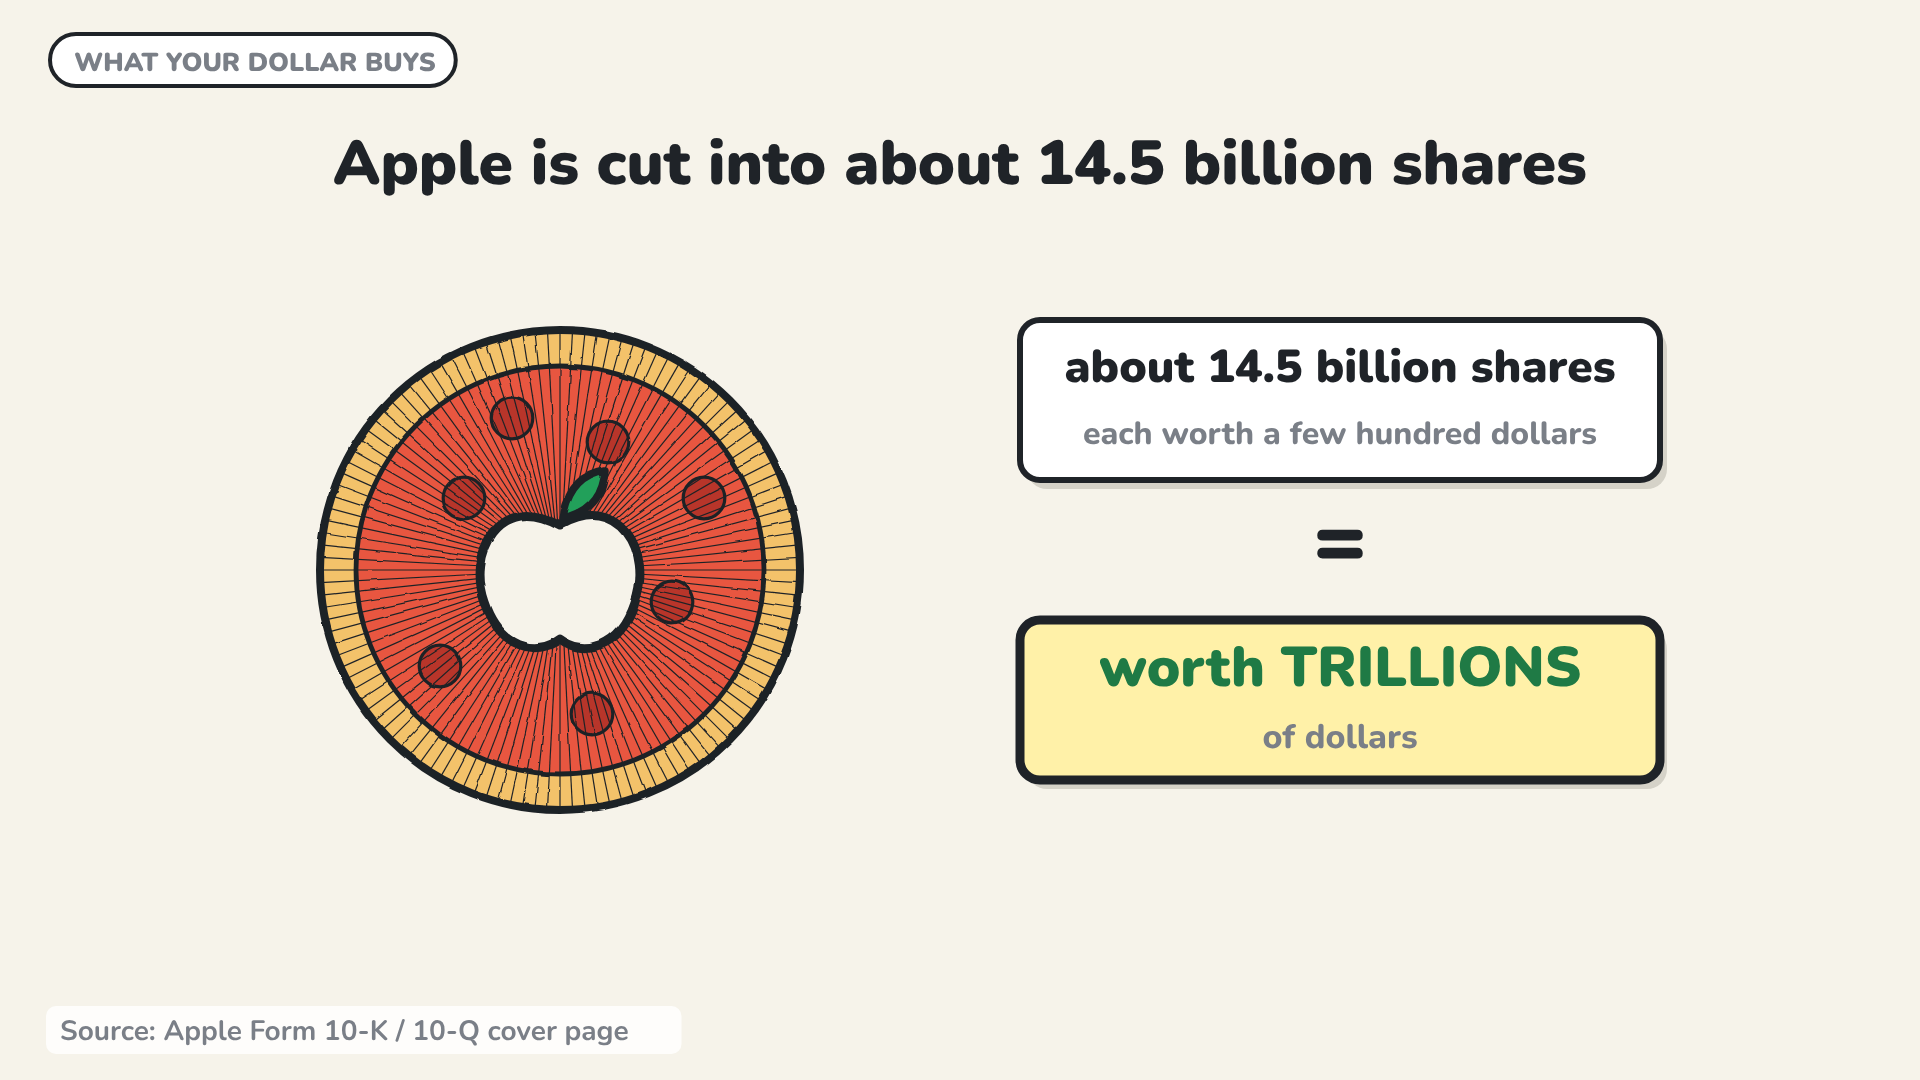 WHAT YOUR DOLLAR BUYS
Apple is cut into about 14.5 billion shares
about 14.5 billion shares
each worth a few hundred dollars
=
worth TRILLIONS
of dollars
Source: Apple Form 10-K / 10-Q cover page